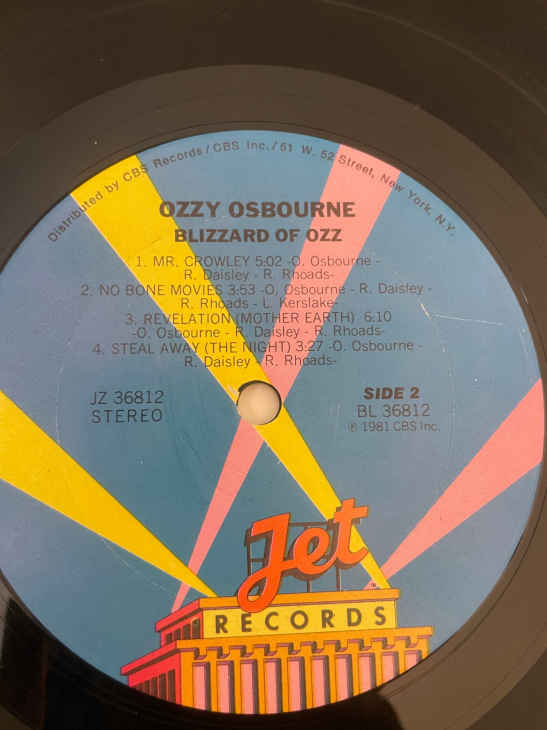 Distributed by CBS Records/CBS Inc./51 W. 52 Street, New York, N.Y.
OZZY OSBOURNE
BLIZZARD OF OZZ
1. MR. CROWLEY 5:02 -O. Osbourne -
R. Daisley - R. Rhoads-
2. NO BONE MOVIES 3:53 -O. Osbourne - R. Daisley -
R. Rhoads - L. Kerslake-
3. REVELATION (MOTHER EARTH) 6:10
-O. Osbourne - R. Daisley - R. Rhoads-
4. STEAL AWAY (THE NIGHT) 3:27 -O. Osbourne -
R. Daisley - R. Rhoads-
JZ 36812
STEREO
SIDE 2
BL 36812
℗ 1981 CBS Inc.
Jet
RECORDS